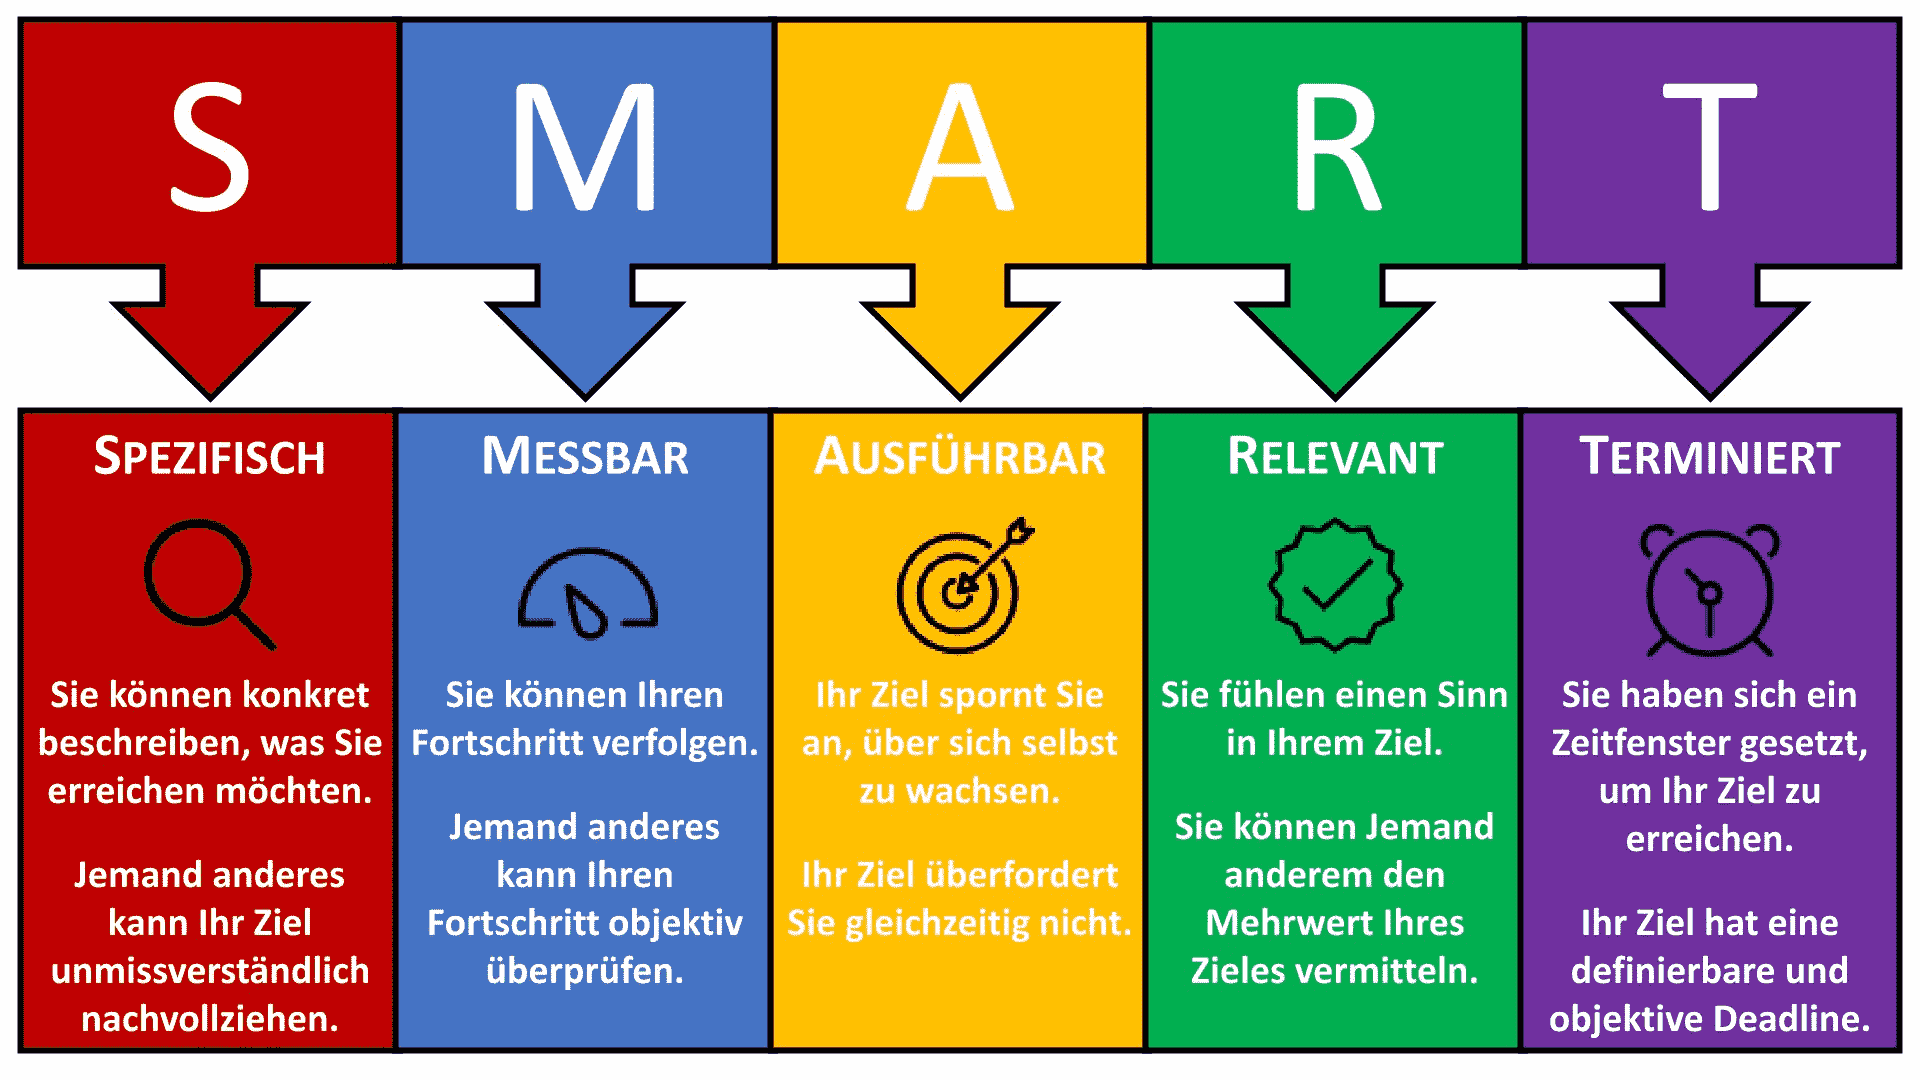 S
M
A
R
T
SPEZIFISCH
Sie können konkret
beschreiben, was Sie
erreichen möchten.
Jemand anderes
kann Ihr Ziel
unmissverständlich
nachvollziehen.
MESSBAR
Sie können Ihren
Fortschritt verfolgen.
Jemand anderes
kann Ihren
Fortschritt objektiv
überprüfen.
AUSFÜHRBAR
Ihr Ziel spornt Sie
an, über sich selbst
zu wachsen.
Ihr Ziel überfordert
Sie gleichzeitig nicht.
RELEVANT
Sie fühlen einen Sinn
in Ihrem Ziel.
Sie können Jemand
anderem den
Mehrwert Ihres
Zieles vermitteln.
TERMINIERT
Sie haben sich ein
Zeitfenster gesetzt,
um Ihr Ziel zu
erreichen.
Ihr Ziel hat eine
definierbare und
objektive Deadline.